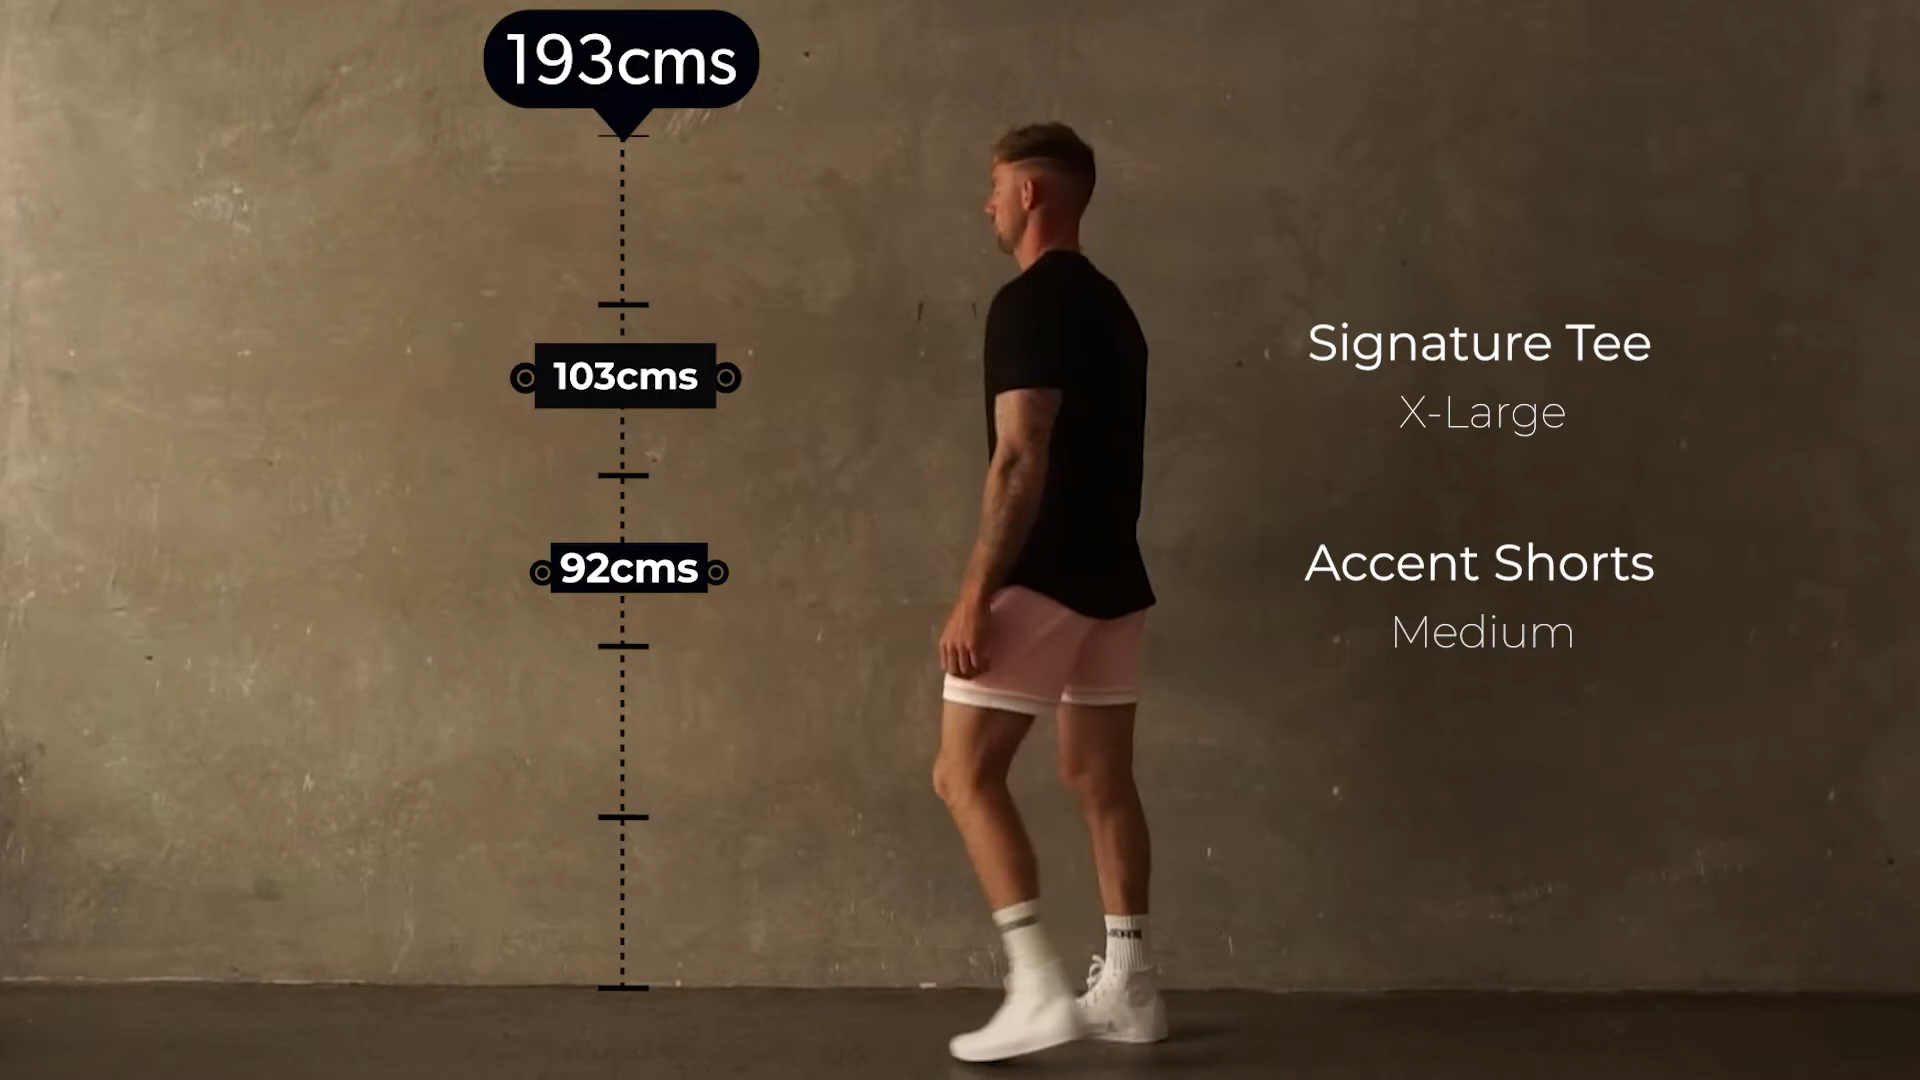 193cms
103cms
92cms
Signature Tee
X-Large
Accent Shorts
Medium